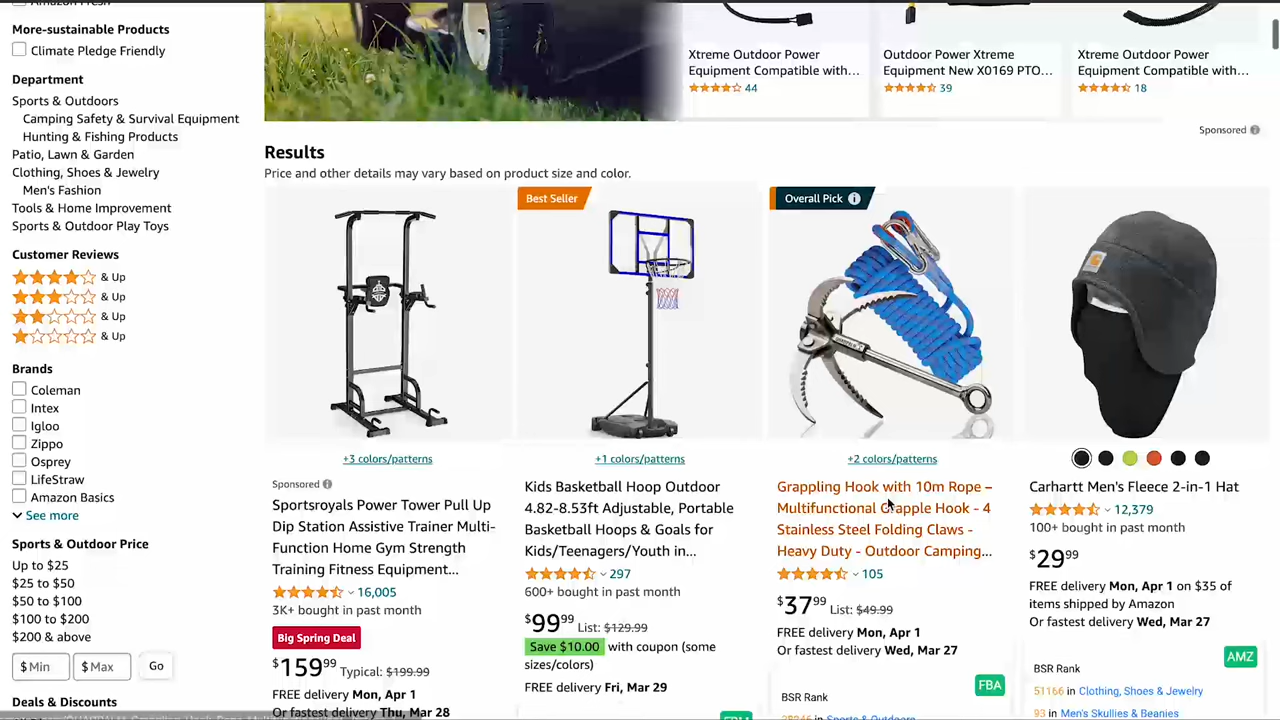 More-sustainable Products
Climate Pledge Friendly
Department
Sports & Outdoors
Camping Safety & Survival Equipment
Hunting & Fishing Products
Patio, Lawn & Garden
Clothing, Shoes & Jewelry
Men's Fashion
Tools & Home Improvement
Sports & Outdoor Play Toys
Customer Reviews
& Up
& Up
& Up
& Up
Brands
Coleman
Intex
Igloo
Zippo
Osprey
LifeStraw
Amazon Basics
See more
Sports & Outdoor Price
Up to $25
$25 to $50
$50 to $100
$100 to $200
$200 & above
$ Min $ Max Go
Deals & Discounts
Xtreme Outdoor Power
Equipment Compatible with...
44
Outdoor Power Xtreme
Equipment New X0169 PTO...
39
Xtreme Outdoor Power
Equipment Compatible with...
18
Sponsored
Results
Price and other details may vary based on product size and color.
+3 colors/patterns
Sponsored
Sportsroyals Power Tower Pull Up
Dip Station Assistive Trainer Multi-
Function Home Gym Strength
Training Fitness Equipment...
16,005
3K+ bought in past month
Big Spring Deal
$159.99 Typical: $199.99
FREE delivery Mon, Apr 1
Or fastest delivery Thu, Mar 28
Best Seller
+1 colors/patterns
Kids Basketball Hoop Outdoor
4.82-8.53ft Adjustable, Portable
Basketball Hoops & Goals for
Kids/Teenagers/Youth in...
297
600+ bought in past month
$99.99 List: $129.99
Save $10.00 with coupon (some
sizes/colors)
FREE delivery Fri, Mar 29
Overall Pick
+2 colors/patterns
Grappling Hook with 10m Rope –
Multifunctional Grapple Hook - 4
Stainless Steel Folding Claws -
Heavy Duty - Outdoor Camping...
105
$37.99 List: $49.99
FREE delivery Mon, Apr 1
Or fastest delivery Wed, Mar 27
FBA
BSR Rank
carhartt
Carhartt Men's Fleece 2-in-1 Hat
12,379
100+ bought in past month
$29.99
FREE delivery Mon, Apr 1 on $35 of
items shipped by Amazon
Or fastest delivery Wed, Mar 27
AMZ
BSR Rank
51166 in Clothing, Shoes & Jewelry
93 in Men's Skullies & Beanies